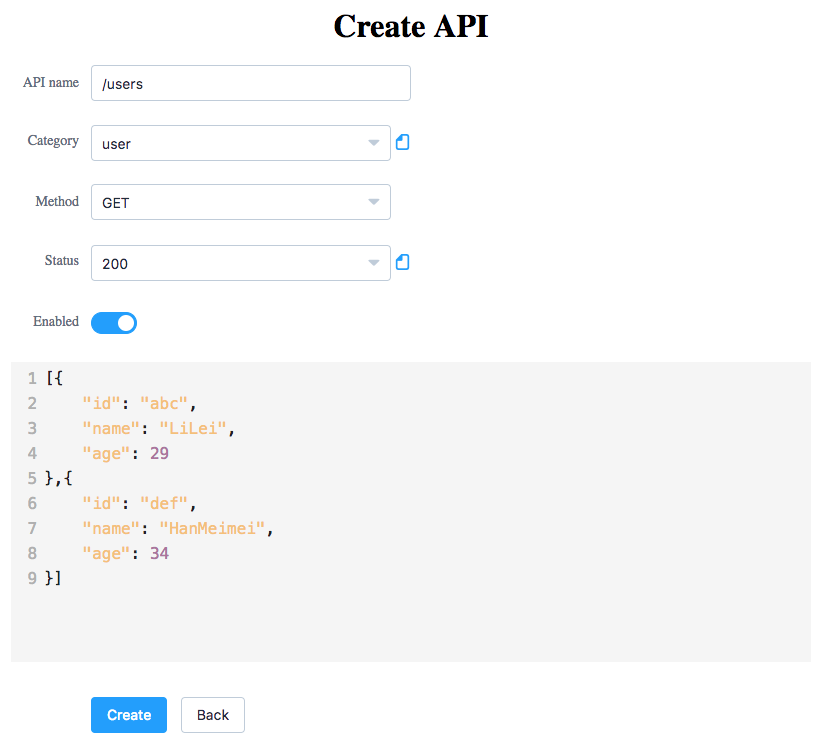 Create API
API name /users
Category user
Method GET
Status 200
Enabled
1 [{
2     "id": "abc",
3     "name": "LiLei",
4     "age": 29
5 },{
6     "id": "def",
7     "name": "HanMeimei",
8     "age": 34
9 }]
Create Back